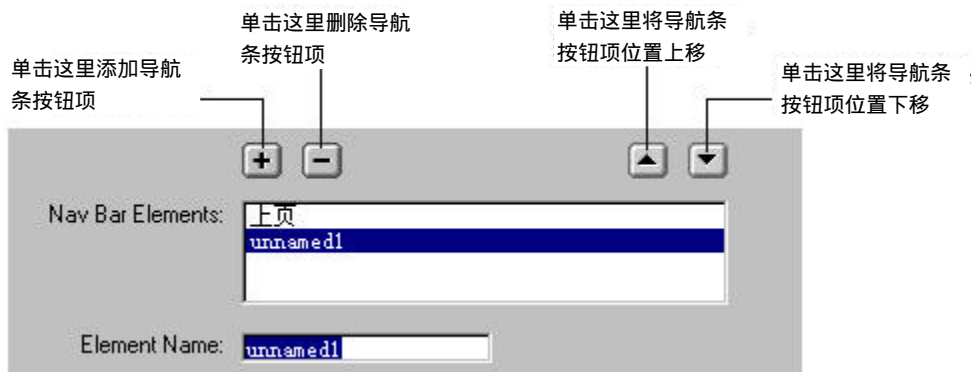 单击这里删除导航
条按钮项
单击这里将导航条
按钮项位置上移
单击这里添加导航
条按钮项
单击这里将导航条
按钮项位置下移
Nav Bar Elements:
上页
unnamed1
Element Name:
unnamed1